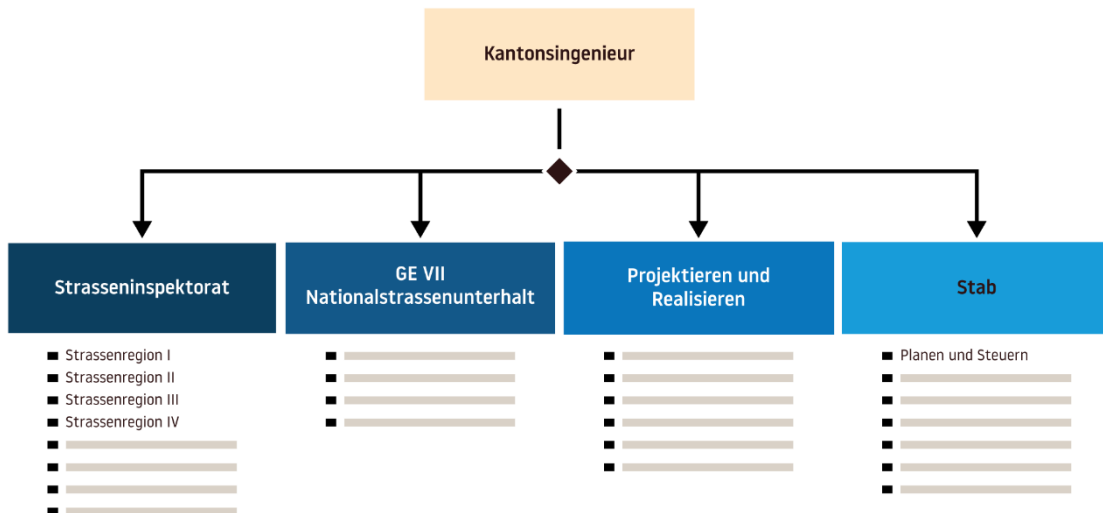 Kantonsingenieur
Strasseninspektorat
GE VII
Nationalstrassenunterhalt
Projektieren und
Realisieren
Stab
Strassenregion I
Strassenregion II
Strassenregion III
Strassenregion IV
Planen und Steuern